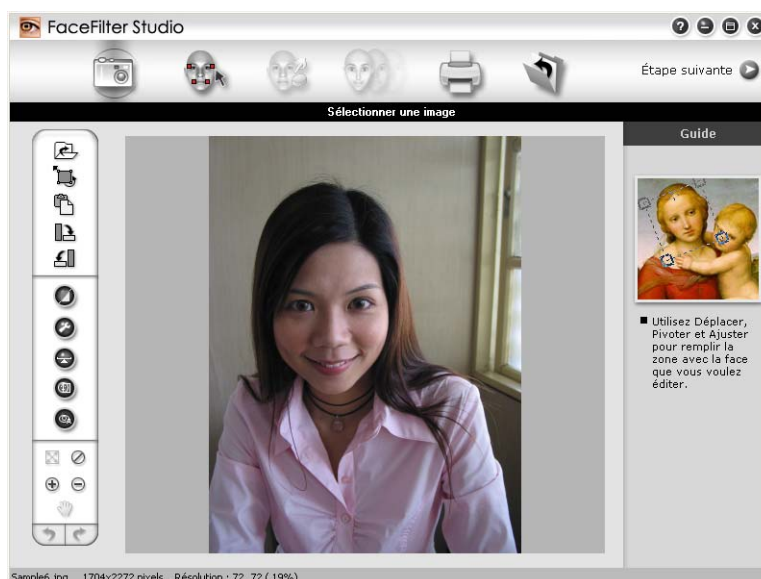 FaceFilter Studio
Étape suivante
Sélectionner une image
Guide
Utilisez Déplacer,
Pivoter et Ajuster
pour remplir la
zone avec la face
que vous voulez
éditer.
Sample6.jpg 1704x2272 pixels Résolution : 72, 72 ( 19%)